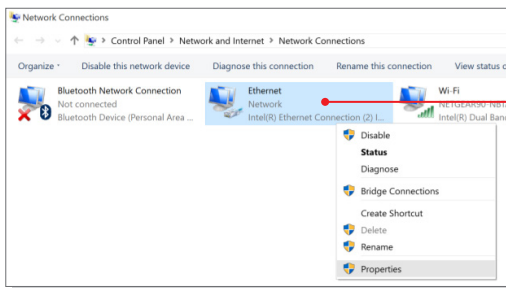 Network Connections
Control Panel > Network and Internet > Network Connections
Organize Disable this network device Diagnose this connection Rename this connection View status
Bluetooth Network Connection
Not connected
Bluetooth Device (Personal Area ...
Ethernet
Network
Intel(R) Ethernet Connection (2) I...
Wi-Fi
Intel(R) Dual Ban
Disable
Status
Diagnose
Bridge Connections
Create Shortcut
Delete
Rename
Properties